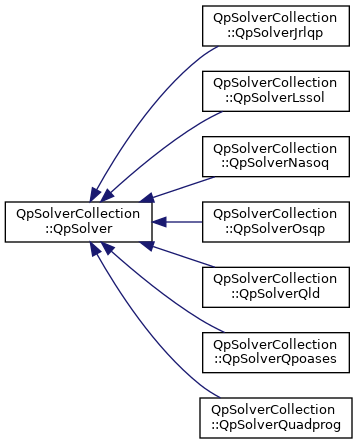 QpSolverCollection
::QpSolverJrlqp
QpSolverCollection
::QpSolverLssol
QpSolverCollection
::QpSolverNasoq
QpSolverCollection
::QpSolver
QpSolverCollection
::QpSolverOsqp
QpSolverCollection
::QpSolverQld
QpSolverCollection
::QpSolverQpoases
QpSolverCollection
::QpSolverQuadprog